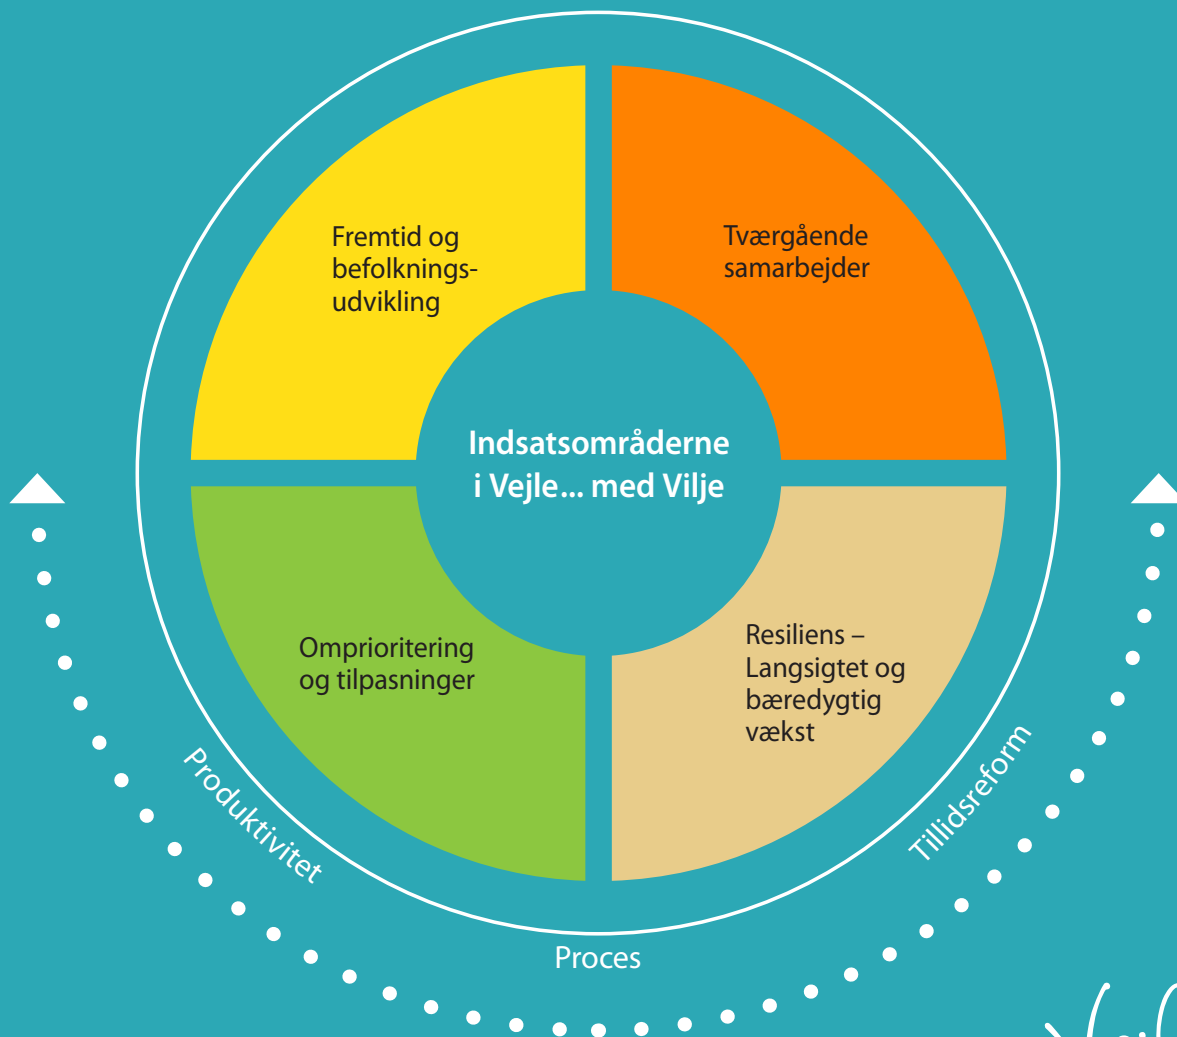 Fremtid og
befolknings-
udvikling
Tværgående
samarbejder
Indsatsområderne
i Vejle... med Vilje
Omprioritering
og tilpasninger
Resiliens –
Langsigtet og
bæredygtig
vækst
Produktivitet
Proces
Tillidsreform